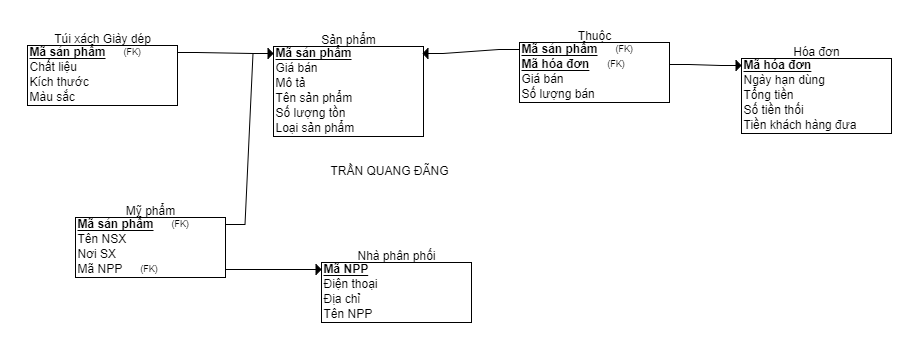 Túi xách Giày dép
Mã sản phẩm (FK)
Chất liệu
Kích thước
Màu sắc
Sản phẩm
Mã sản phẩm
Giá bán
Mô tả
Tên sản phẩm
Số lượng tồn
Loại sản phẩm
Thuộc
Mã sản phẩm (FK)
Mã hóa đơn (FK)
Giá bán
Số lượng bán
Hóa đơn
Mã hóa đơn
Ngày hạn dùng
Tổng tiền
Số tiền thối
Tiền khách hàng đưa
TRẦN QUANG ĐÃNG
Mỹ phẩm
Mã sản phẩm (FK)
Tên NSX
Nơi SX
Mã NPP (FK)
Nhà phân phối
Mã NPP
Điện thoại
Địa chỉ
Tên NPP